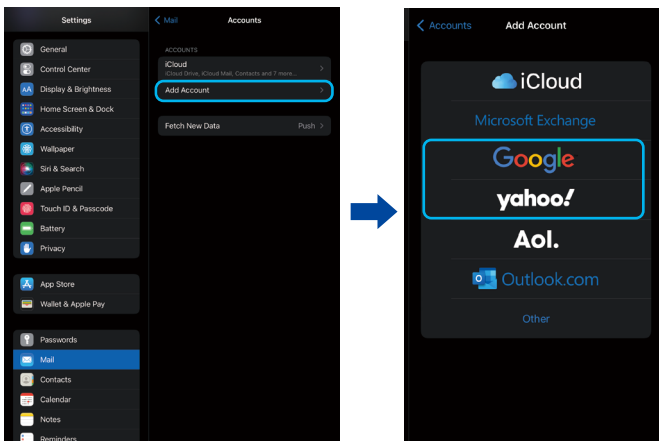 Settings
General
Control Center
AA Display & Brightness
Home Screen & Dock
Accessibility
Wallpaper
Siri & Search
Apple Pencil
Touch ID & Passcode
Battery
Privacy
App Store
Wallet & Apple Pay
Passwords
Mail
Contacts
Calendar
Notes
Reminders
Mail
Accounts
ACCOUNTS
iCloud
iCloud Drive, iCloud Mail, Contacts and 7 more...
Add Account
Fetch New Data Push
Accounts
Add Account
iCloud
Microsoft Exchange
Google
yahoo!
Aol.
Outlook.com
Other